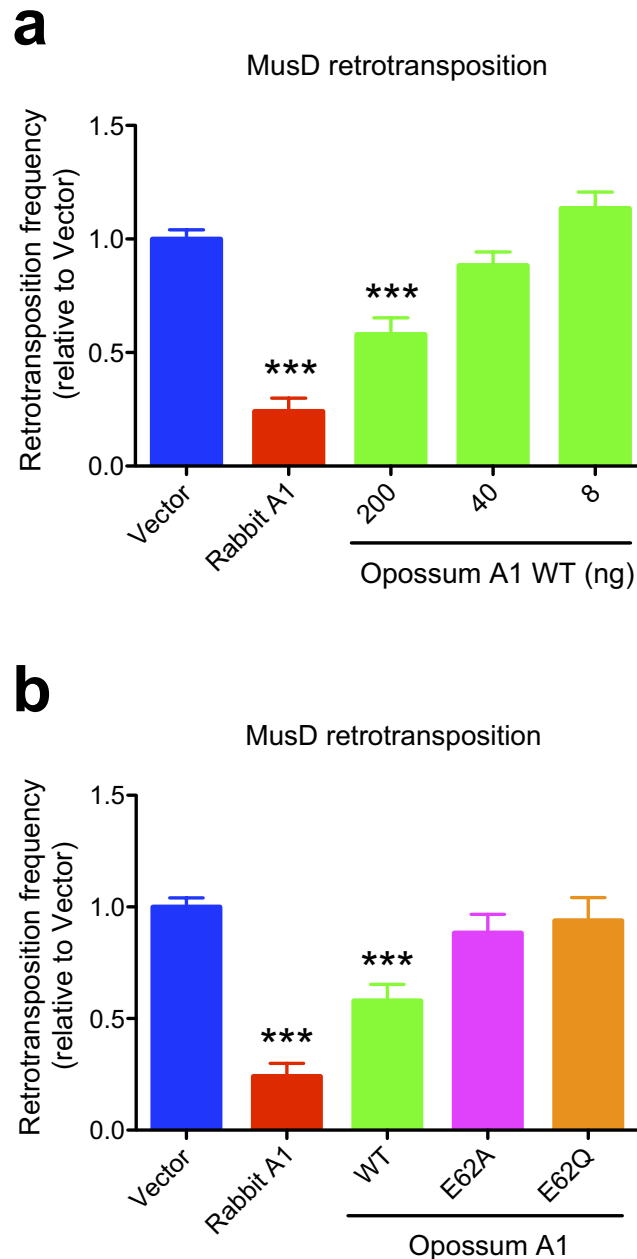 a
MusD retrotransposition
Retrotransposition frequency
(relative to Vector)
1.5
1.0
0.5
0.0
Vector
Rabbit A1
200
40
8
***
***
Opossum A1 WT (ng)
b
MusD retrotransposition
Retrotransposition frequency
(relative to Vector)
1.5
1.0
0.5
0.0
***
***
Vector
Rabbit A1
WT
E62A
E62Q
Opossum A1